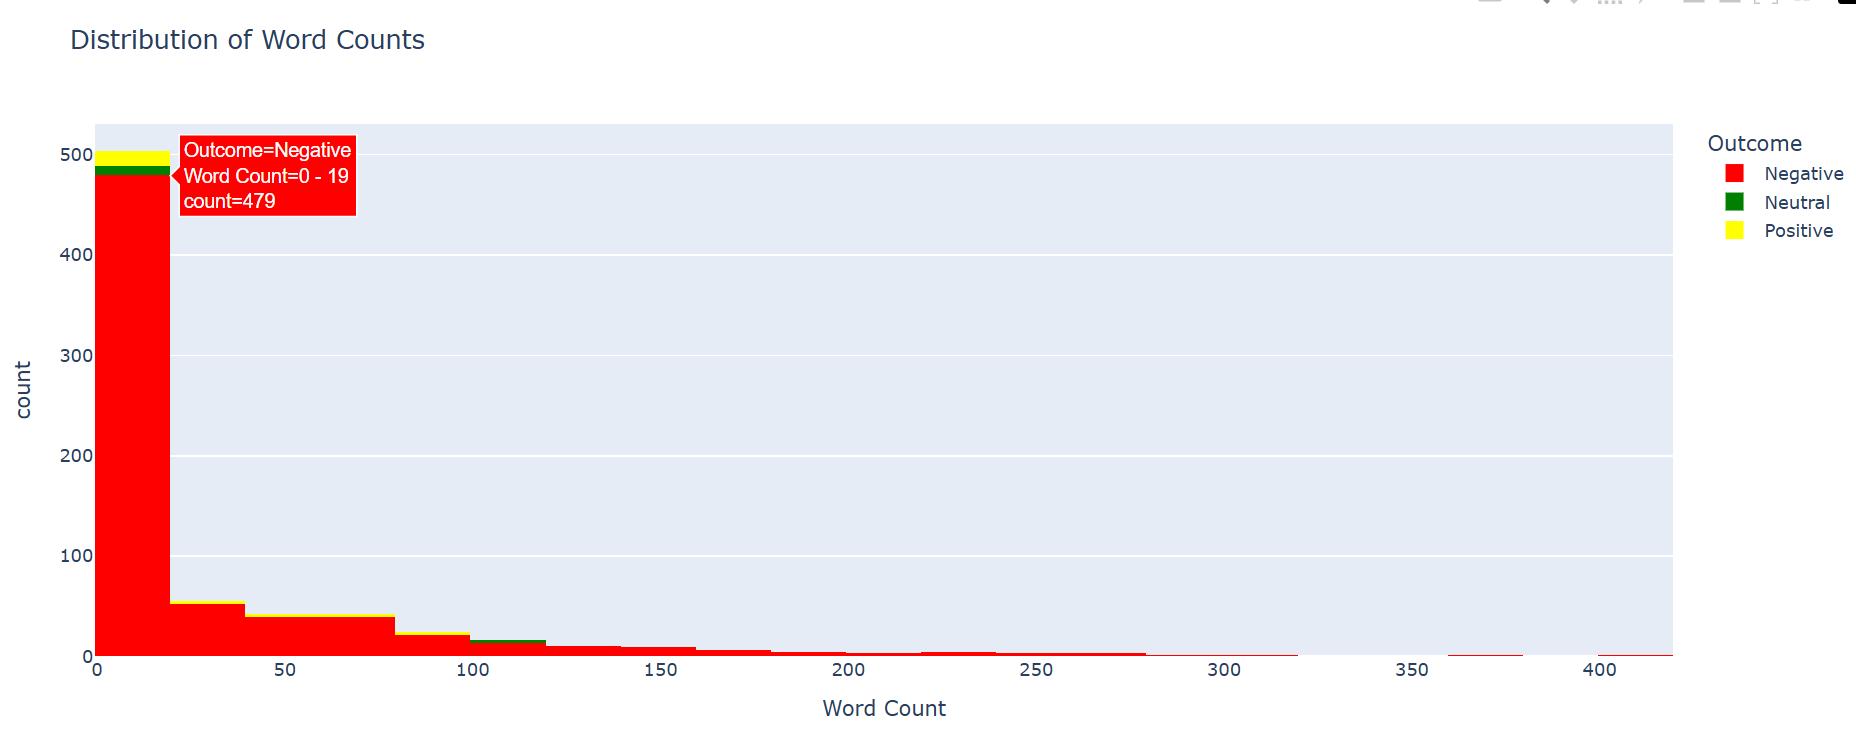 Distribution of Word Counts
500
400
300
200
100
0
count
Outcome=Negative
Word Count=0 - 19
count=479
0
50
100
150
200
250
300
350
400
Word Count
Outcome
Negative
Neutral
Positive